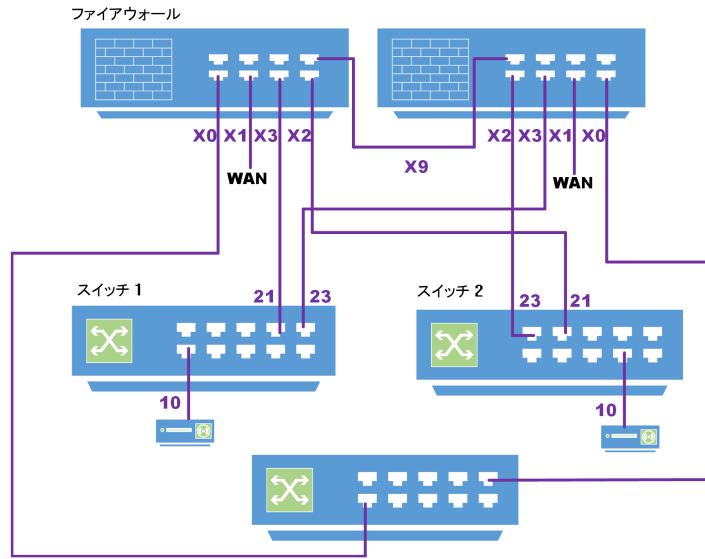 ファイアウォール
X0 X1 X3 X2
X2 X3 X1 X0
X9
WAN
WAN
スイッチ 1
21 23
スイッチ 2
23 21
10
10